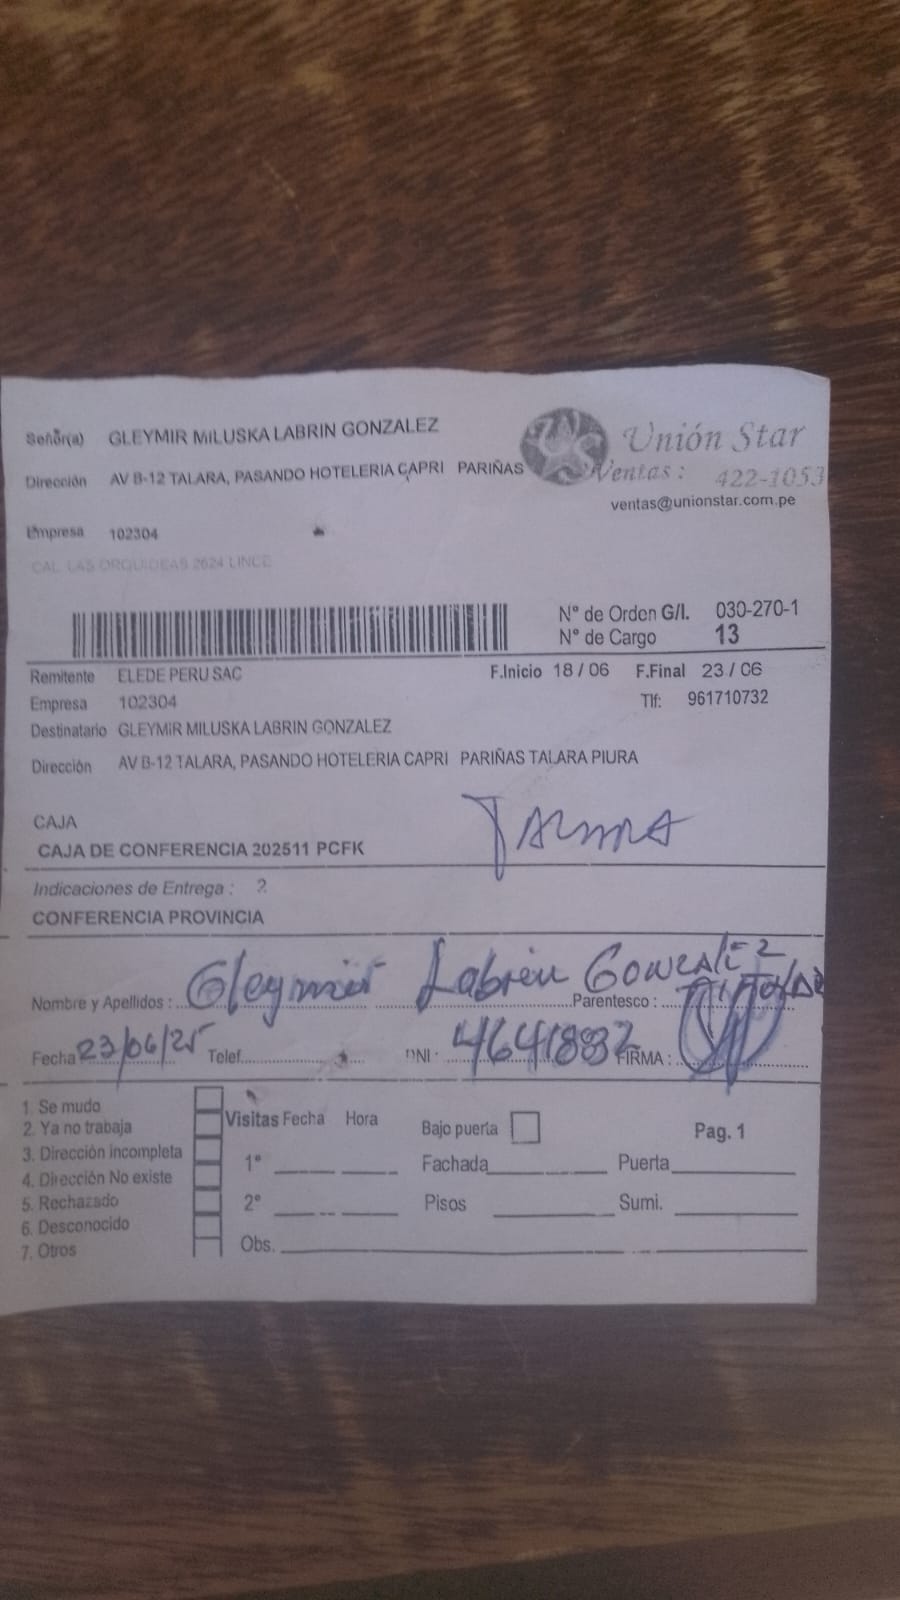 Señor(a) GLEYMIR MILUSKA LABRIN GONZALEZ
Unión Star
Dirección AV B-12 TALARA, PASANDO HOTELERIA CAPRI PARIÑAS
Ventas: 422-1053
ventas@unionstar.com.pe
Empresa 102304
CAL. LAS ORQUIDEAS 2624 LINCE
N° de Orden G/I. 030-270-1
N° de Cargo 13
Remitente ELEDE PERU SAC F.Inicio 18 / 06 F.Final 23 / 06
Empresa 102304 Tlf: 961710732
Destinatario GLEYMIR MILUSKA LABRIN GONZALEZ
Dirección AV B-12 TALARA, PASANDO HOTELERIA CAPRI PARIÑAS TALARA PIURA
CAJA
CAJA DE CONFERENCIA 202511 PCFK
Indicaciones de Entrega : 2
CONFERENCIA PROVINCIA
Nombre y Apellidos : Gleymir Labrin Gonzalez Parentesco :
Fecha 23/06/25 Telef. DNI : FIRMA :
1. Se mudo
2. Ya no trabaja
3. Dirección incompleta
4. Dirección No existe
5. Rechazado
6. Desconocido
7. Otros
Visitas Fecha Hora
1°
2°
Obs.
Bajo puerta
Pag. 1
Fachada Puerta
Pisos Sumi.